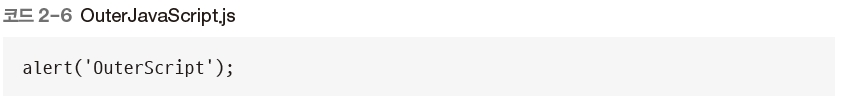 코드 2-6 OuterJavaScript.js
alert('OuterScript');